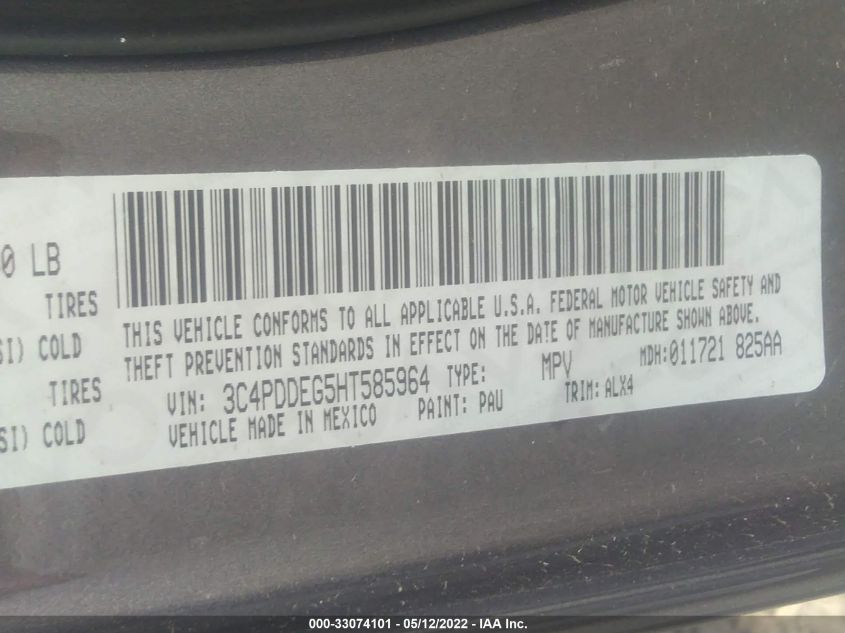 0 LB
TIRES
SI) COLD
TIRES
SI) COLD
THIS VEHICLE CONFORMS TO ALL APPLICABLE U.S.A. FEDERAL MOTOR VEHICLE SAFETY AND
THEFT PREVENTION STANDARDS IN EFFECT ON THE DATE OF MANUFACTURE SHOWN ABOVE.
VIN: 3C4PDDEG5HT585964 TYPE: MPV MDH:011721 825AA
VEHICLE MADE IN MEXICO PAINT: PAU TRIM: ALX4
000-33074101 - 05/12/2022 - IAA Inc.